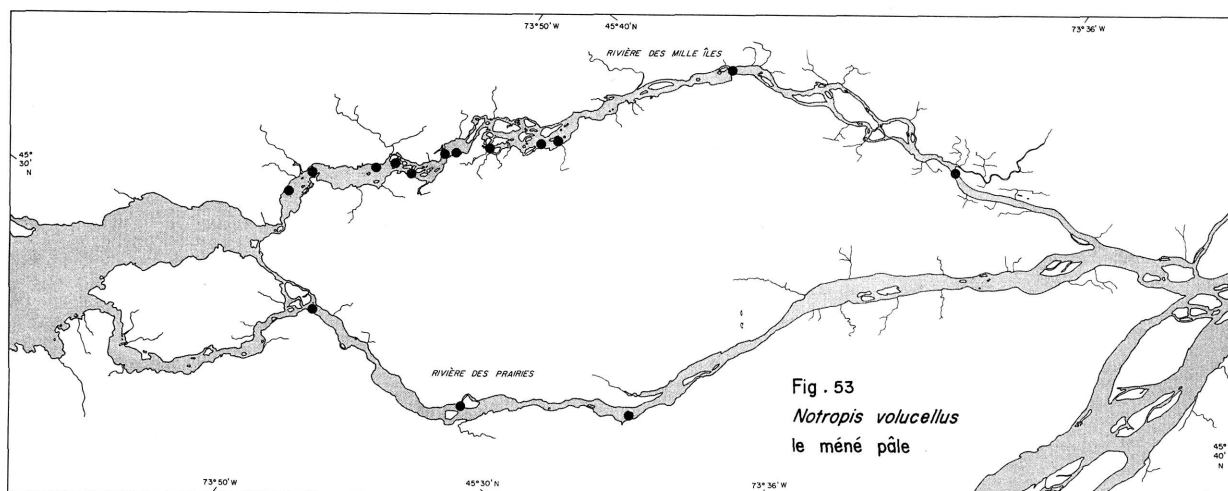 73°50' W
45°40' N
73°36' W
RIVIÈRE DES MILLE ÎLES
45°
30'
N
RIVIÈRE DES PRAIRIES
Fig. 53
Notropis volucellus
le méné pâle
45°
40'
N
73°50' W
45°30' N
73°36' W